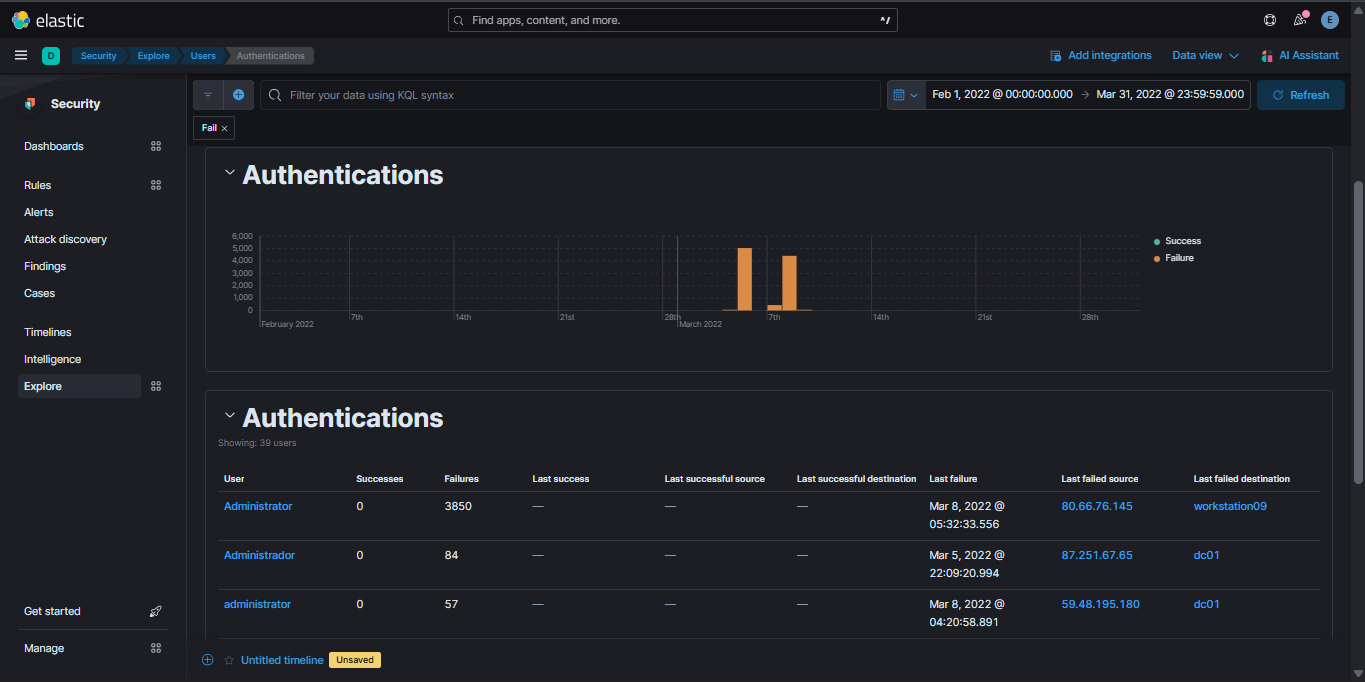 elastic
Find apps, content, and more.
^/
E
D
Security
Explore
Users
Authentications
Add integrations
Data view
AI Assistant
Security
Dashboards
Rules
Alerts
Attack discovery
Findings
Cases
Timelines
Intelligence
Explore
Get started
Manage
Filter your data using KQL syntax
Feb 1, 2022 @ 00:00:00.000 → Mar 31, 2022 @ 23:59:59.000
Refresh
Fail ×
Authentications
6,000
5,000
4,000
3,000
2,000
1,000
0
7th 14th 21st 28th 7th 14th 21st 28th
February 2022 March 2022
Success
Failure
Authentications
Showing: 39 users
User Successes Failures Last success Last successful source Last successful destination Last failure Last failed source Last failed destination
Administrator 0 3850 — — — Mar 8, 2022 @ 80.66.76.145 workstation09
05:32:33.556
Administrador 0 84 — — — Mar 5, 2022 @ 87.251.67.65 dc01
22:09:20.994
administrator 0 57 — — — Mar 8, 2022 @ 59.48.195.180 dc01
04:20:58.891
Untitled timeline Unsaved